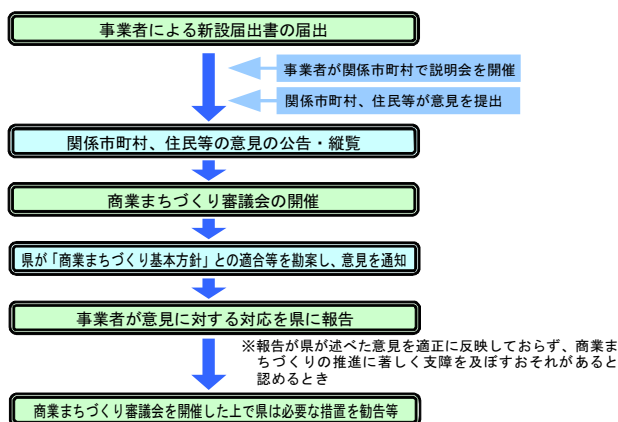 事業者による新設届出書の届出
事業者が関係市町村で説明会を開催
関係市町村、住民等が意見を提出
関係市町村、住民等の意見の公告・縦覧
商業まちづくり審議会の開催
県が「商業まちづくり基本方針」との適合等を勘案し、意見を通知
事業者が意見に対する対応を県に報告
※報告が県が述べた意見を適正に反映しておらず、商業ま
ちづくりの推進に著しく支障を及ぼすおそれがあると
認めるとき
商業まちづくり審議会を開催した上で県は必要な措置を勧告等